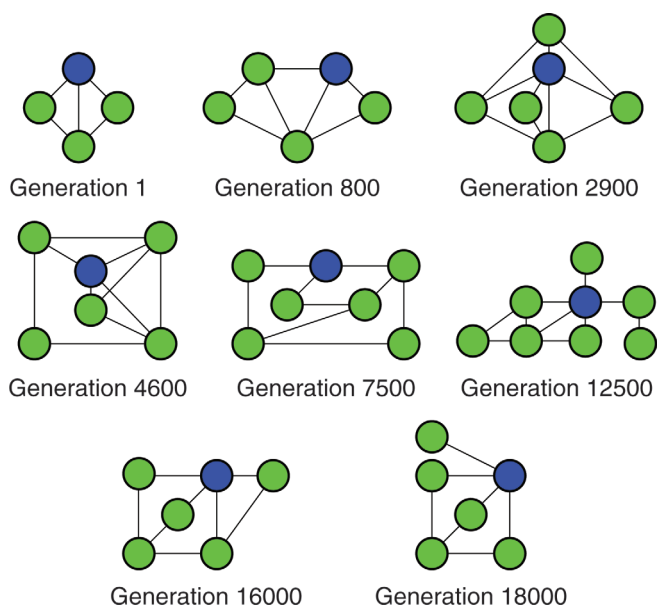 Generation 1
Generation 800
Generation 2900
Generation 4600
Generation 7500
Generation 12500
Generation 16000
Generation 18000